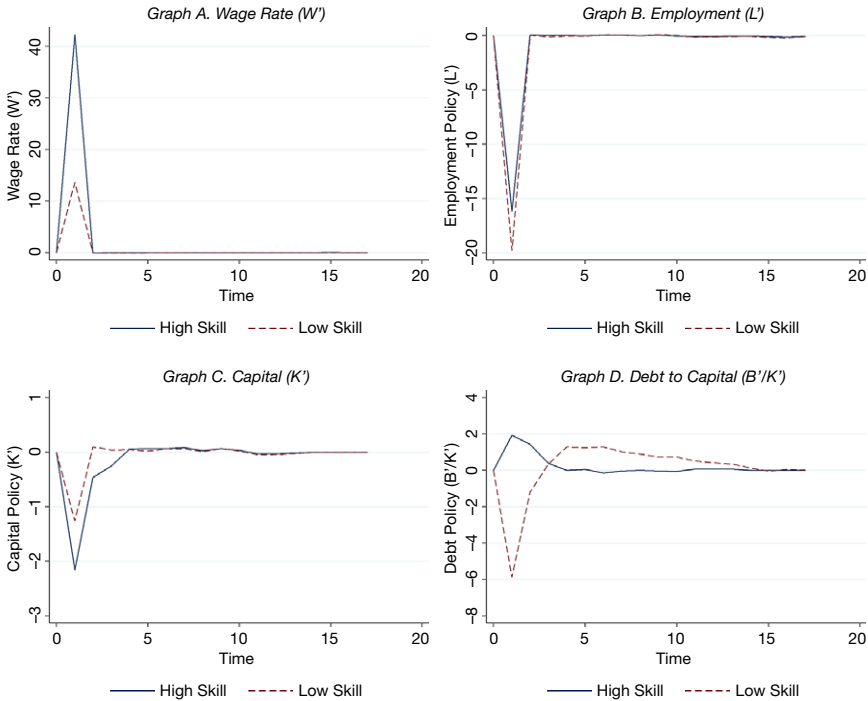 Graph A. Wage Rate (W’)
Wage Rate (W’)
40
30
20
10
0
0 5 10 15 20
Time
High Skill Low Skill
Graph B. Employment (L’)
Employment Policy (L’)
0
−5
−10
−15
−20
0 5 10 15 20
Time
High Skill Low Skill
Graph C. Capital (K’)
Capital Policy (K’)
1
0
−1
−2
−3
0 5 10 15 20
Time
High Skill Low Skill
Graph D. Debt to Capital (B’/K’)
Debt Policy (B’/K’)
4
2
0
−2
−4
−6
−8
0 5 10 15 20
Time
High Skill Low Skill